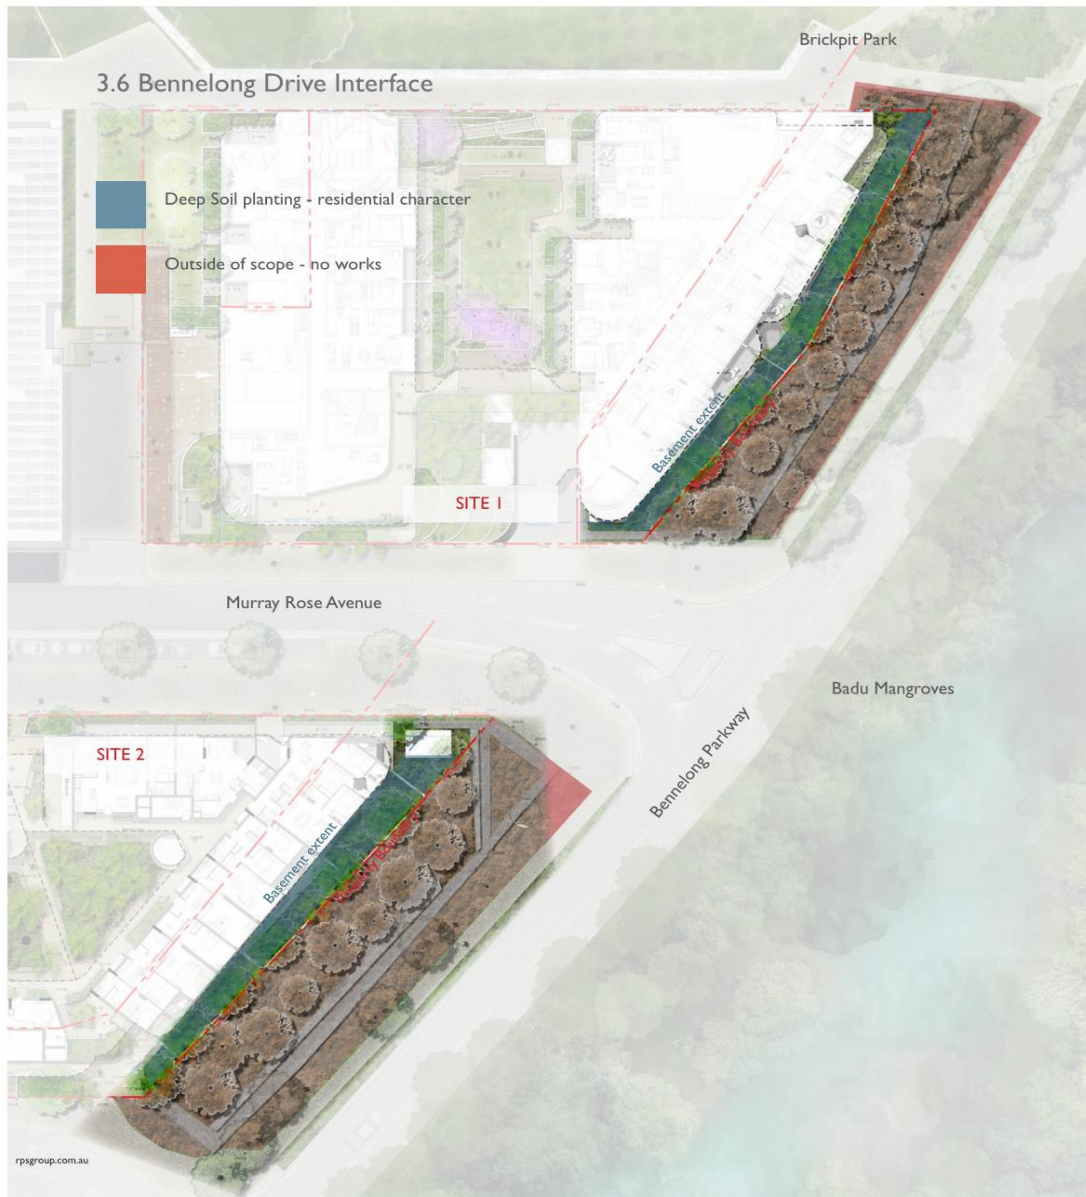 Brickpit Park
3.6 Bennelong Drive Interface
Deep Soil planting - residential character
Outside of scope - no works
Basement extent
SITE 1
Murray Rose Avenue
Badu Mangroves
SITE 2
Bennelong Parkway
Basement extent
rpsgroup.com.au